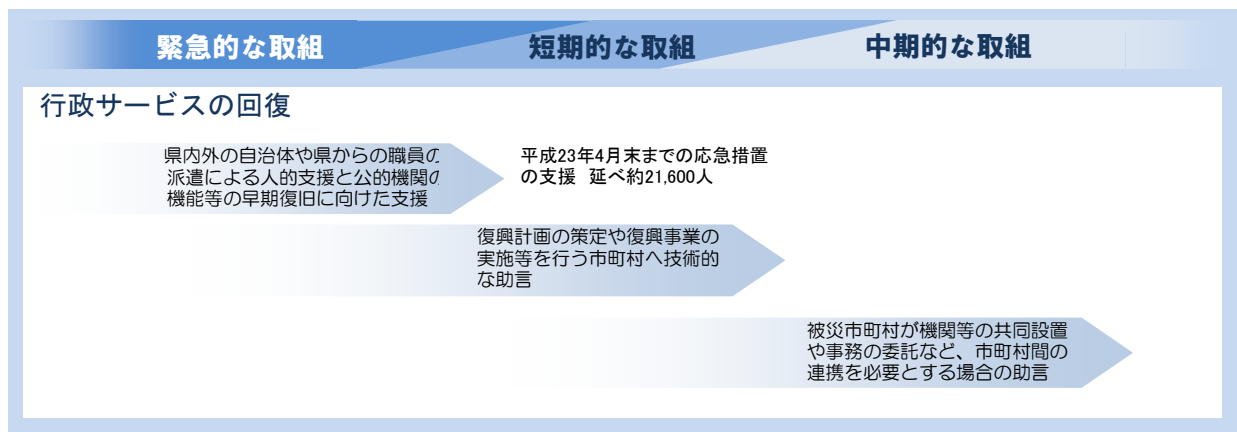 緊急的な取組
短期的な取組
中期的な取組
行政サービスの回復
県内外の自治体や県からの職員の
派遣による人的支援と公的機関の
機能等の早期復旧に向けた支援
平成23年4月末までの応急措置
の支援 延べ約21,600人
復興計画の策定や復興事業の
実施等を行う市町村へ技術的
な助言
被災市町村が機関等の共同設置
や事務の委託など、市町村間の
連携を必要とする場合の助言